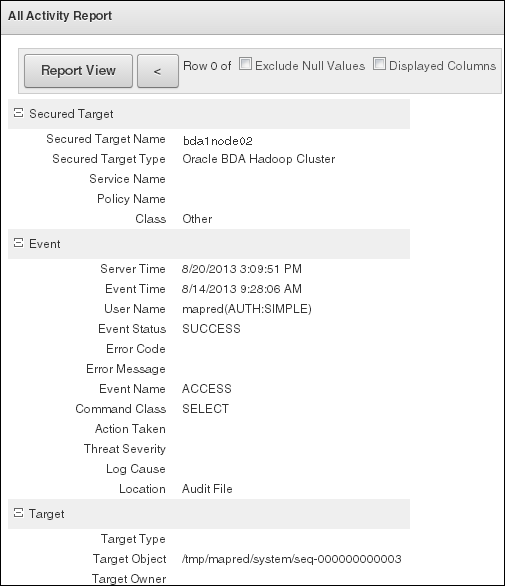 All Activity Report
Report View < Row 0 of Exclude Null Values Displayed Columns
Secured Target
Secured Target Name bda1node02
Secured Target Type Oracle BDA Hadoop Cluster
Service Name
Policy Name
Class Other
Event
Server Time 8/20/2013 3:09:51 PM
Event Time 8/14/2013 9:28:06 AM
User Name mapred(AUTH:SIMPLE)
Event Status SUCCESS
Error Code
Error Message
Event Name ACCESS
Command Class SELECT
Action Taken
Threat Severity
Log Cause
Location Audit File
Target
Target Type
Target Object /tmp/mapred/system/seq-000000000003
Target Owner